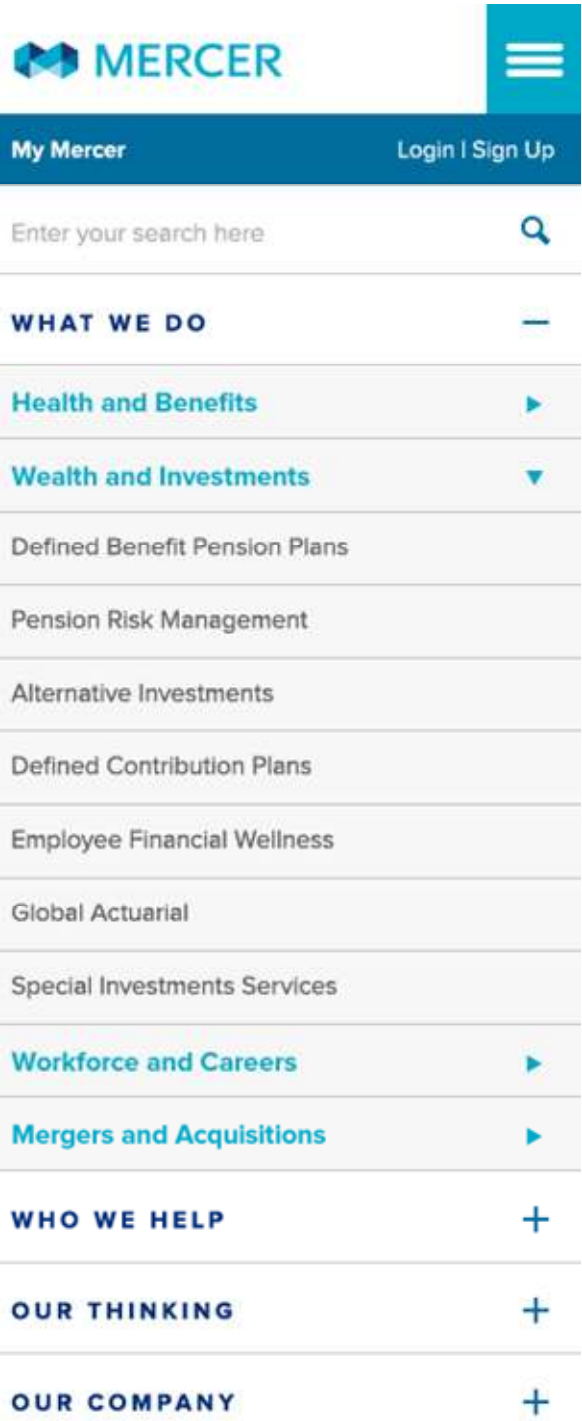 MERCER
My Mercer
Login | Sign Up
Enter your search here
WHAT WE DO
Health and Benefits
Wealth and Investments
Defined Benefit Pension Plans
Pension Risk Management
Alternative Investments
Defined Contribution Plans
Employee Financial Wellness
Global Actuarial
Special Investments Services
Workforce and Careers
Mergers and Acquisitions
WHO WE HELP
OUR THINKING
OUR COMPANY